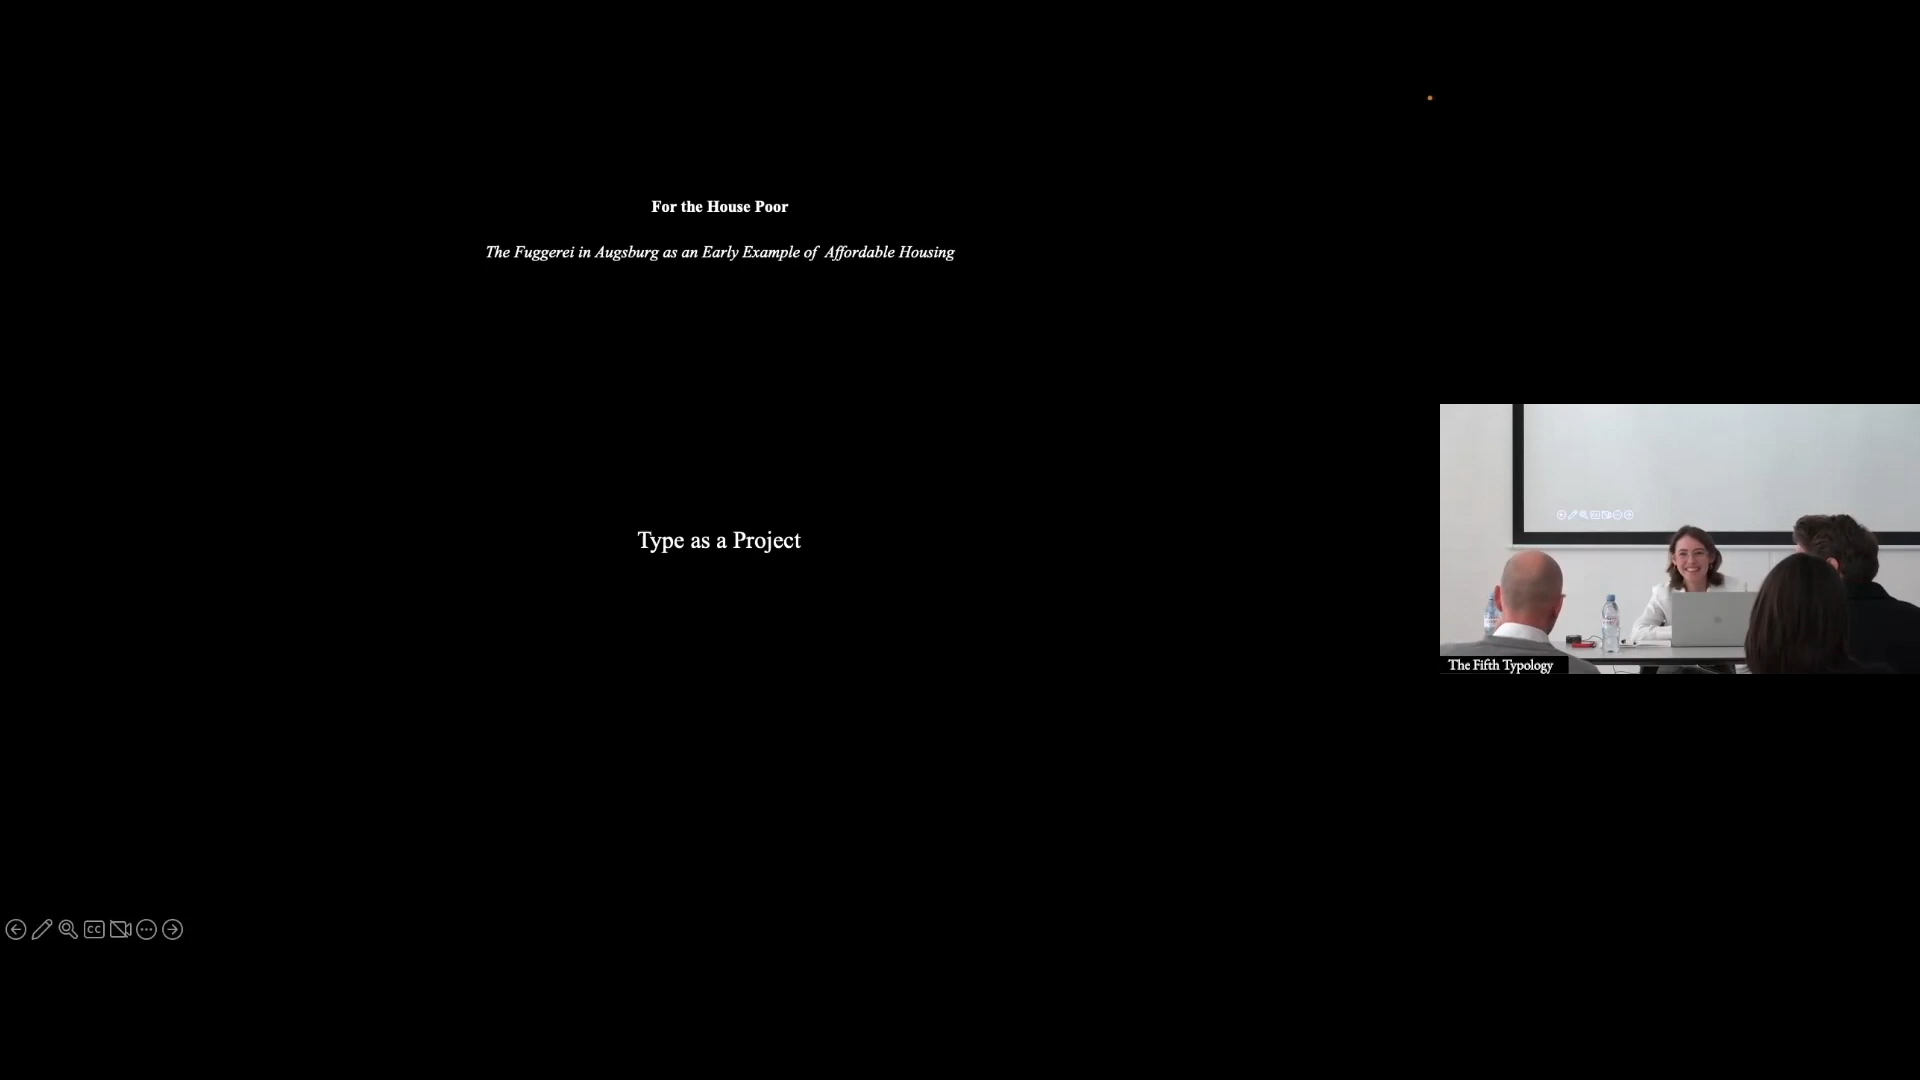 For the House Poor
The Fuggerei in Augsburg as an Early Example of Affordable Housing
Type as a Project
CC
The Fifth Typology